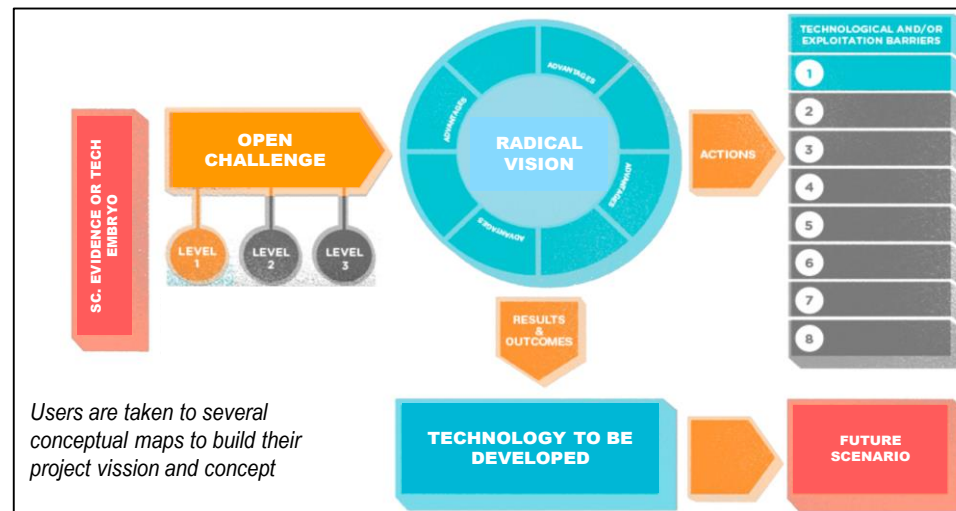 SC. EVIDENCE OR TECH
EMBRYO
OPEN
CHALLENGE
LEVEL
1
LEVEL
2
LEVEL
3
ADVANTAGES
ADVANTAGES
ADVANTAGES
ADVANTAGES
RADICAL
VISION
ACTIONS
TECHNOLOGICAL AND/OR
EXPLOITATION BARRIERS
1
2
3
4
5
6
7
8
RESULTS
&
OUTCOMES
Users are taken to several
conceptual maps to build their
project vission and concept
TECHNOLOGY TO BE
DEVELOPED
FUTURE
SCENARIO